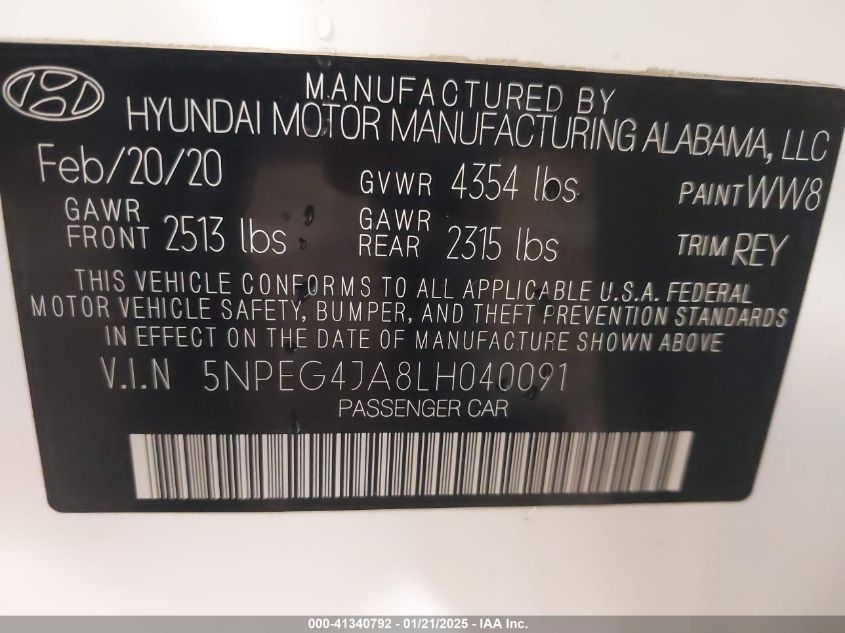 MANUFACTURED BY
HYUNDAI MOTOR MANUFACTURING ALABAMA, LLC
Feb/20/20 GVWR 4354 lbs PAINT WW8
GAWR FRONT 2513 lbs GAWR REAR 2315 lbs TRIM REY
THIS VEHICLE CONFORMS TO ALL APPLICABLE U.S.A. FEDERAL
MOTOR VEHICLE SAFETY, BUMPER, AND THEFT PREVENTION STANDARDS
IN EFFECT ON THE DATE OF MANUFACTURE SHOWN ABOVE
V.I.N 5NPEG4JA8LH040091
PASSENGER CAR
000-41340792 - 01/21/2025 - IAA Inc.